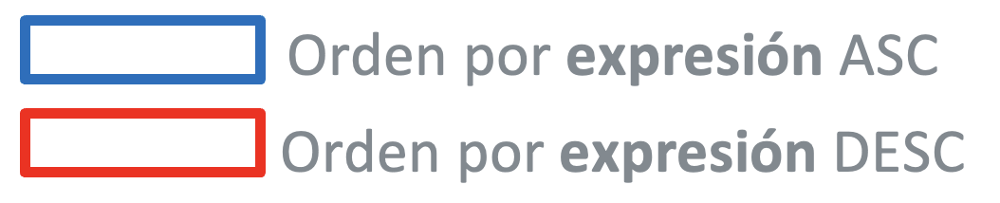 Orden por expresión ASC
Orden por expresión DESC